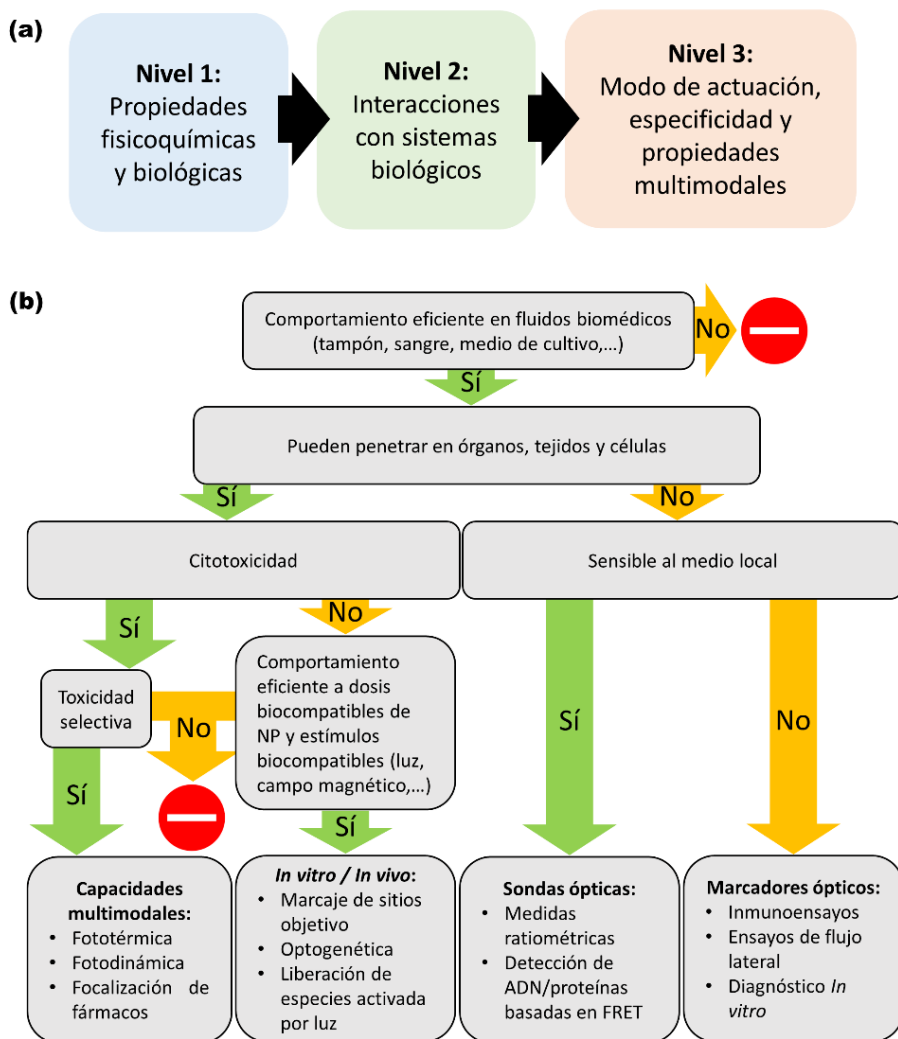 (a)
Nivel 1:
Propiedades
fisicoquímicas
y biológicas
Nivel 2:
Interacciones
con sistemas
biológicos
Nivel 3:
Modo de actuación,
especificidad y
propiedades
multimodales
(b)
Comportamiento eficiente en fluidos biomédicos
(tampón, sangre, medio de cultivo,...)
No
Sí
Pueden penetrar en órganos, tejidos y células
Sí
No
Citotoxicidad
Sensible al medio local
Sí
No
Toxicidad
selectiva
No
Comportamiento
eficiente a dosis
biocompatibles de
NP y estímulos
biocompatibles (luz,
campo magnético,...)
Sí
No
Sí
Sí
Capacidades
multimodales:
• Fototérmica
• Fotodinámica
• Focalización de
fármacos
In vitro / In vivo:
• Marcaje de sitios
objetivo
• Optogenética
• Liberación de
especies activada
por luz
Sondas ópticas:
• Medidas
ratiométricas
• Detección de
ADN/proteínas
basadas en FRET
Marcadores ópticos:
• Inmunoensayos
• Ensayos de flujo
lateral
• Diagnóstico In
vitro